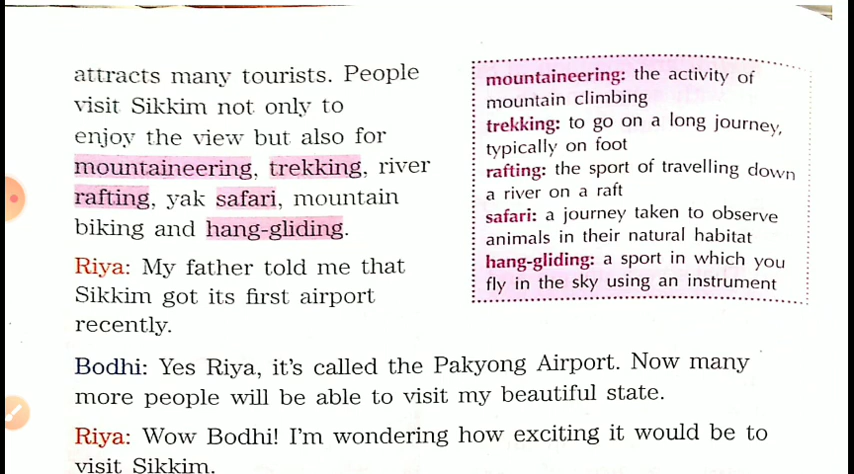 attracts many tourists. People
visit Sikkim not only to
enjoy the view but also for
mountaineering, trekking, river
rafting, yak safari, mountain
biking and hang-gliding.
Riya: My father told me that
Sikkim got its first airport
recently.
mountaineering: the activity of
mountain climbing
trekking: to go on a long journey,
typically on foot
rafting: the sport of travelling down
a river on a raft
safari: a journey taken to observe
animals in their natural habitat
hang-gliding: a sport in which you
fly in the sky using an instrument
Bodhi: Yes Riya, it's called the Pakyong Airport. Now many
more people will be able to visit my beautiful state.
Riya: Wow Bodhi! I'm wondering how exciting it would be to
visit Sikkim.